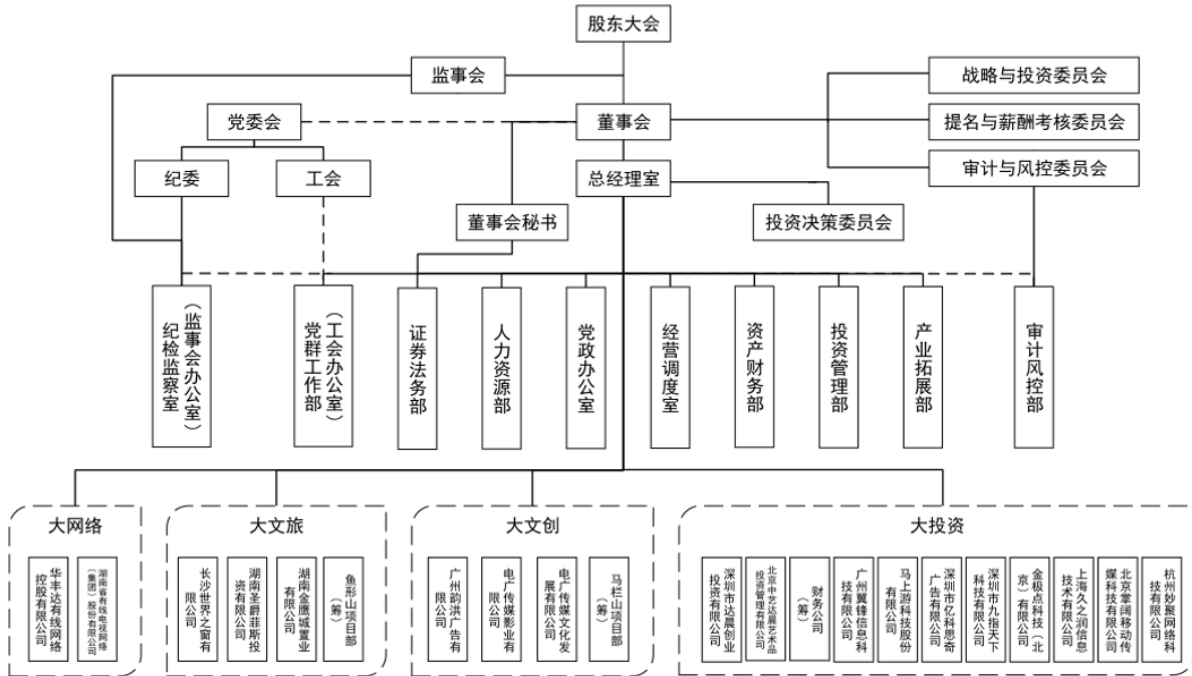 股东大会
监事会
战略与投资委员会
党委会
董事会
提名与薪酬考核委员会
纪委
工会
总经理室
审计与风控委员会
董事会秘书
投资决策委员会
（监事会办公室）
纪检监察室
（工会办公室）
党群工作部
证券法务部
人力资源部
党政办公室
经营调度室
资产财务部
投资管理部
产业拓展部
审计风控部
大网络
华丰达有线网络
控股有限公司
湖南省有线电视网络
（集团）股份有限公司
大文旅
长沙世界之窗有
限公司
湖南圣爵菲斯投
资有限公司
湖南金鹰城置业
有限公司
鱼形山项目部
（筹）
大文创
广州韵洪广告有
限公司
电广传媒影业有
限公司
电广传媒文化发
展有限公司
马栏山项目部
（筹）
大投资
深圳市达晨创业
投资有限公司
北京中艺达晨艺术品
投资管理有限公司
财务公司
（筹）
广州翼锋信息科
技有限公司
马上游科技股份
有限公司
深圳市亿科思奇
广告有限公司
深圳市九指天下
科技有限公司
金极点科技（北
京）有限公司
上海久之润信息
技术有限公司
北京掌阔移动传
媒科技有限公司
杭州妙聚网络科
技有限公司